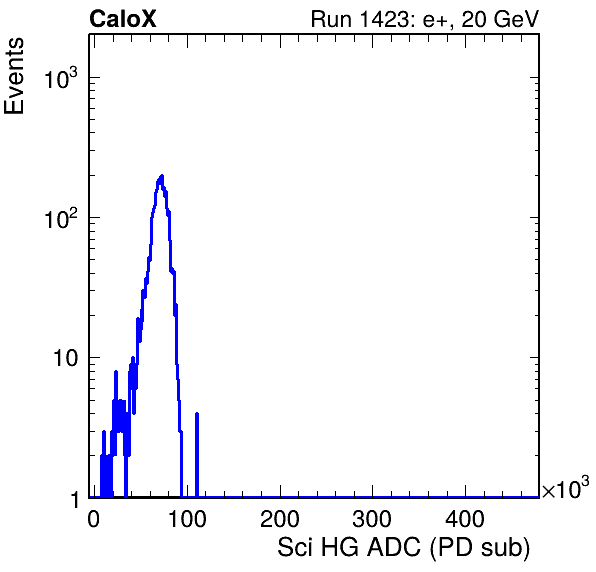 CaloX Run 1423: e+, 20 GeV
Events
10³
10²
10
1
0 100 200 300 400 ×10³
Sci HG ADC (PD sub)